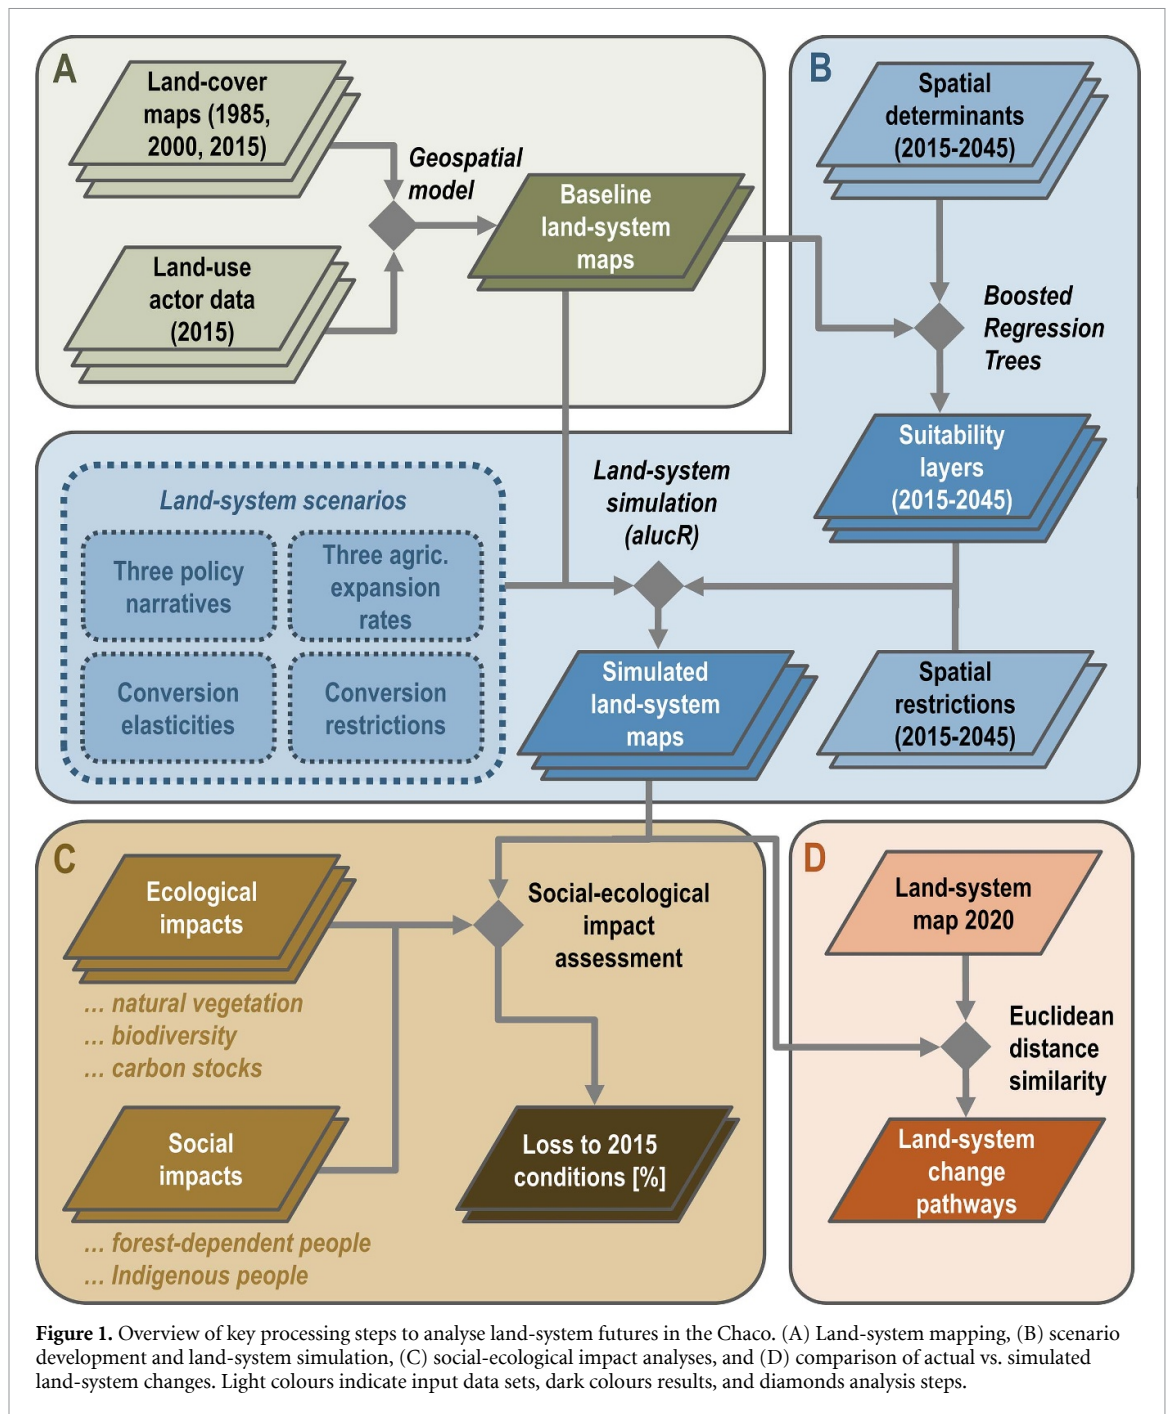 A
Land-cover
maps (1985,
2000, 2015)
Geospatial
model
Land-use
actor data
(2015)
Baseline
land-system
maps
B
Spatial
determinants
(2015-2045)
Boosted
Regression
Trees
Suitability
layers
(2015-2045)
Land-system scenarios
Three policy
narratives
Three agric.
expansion
rates
Conversion
elasticities
Conversion
restrictions
Land-system
simulation
(alucR)
Simulated
land-system
maps
Spatial
restrictions
(2015-2045)
C
Ecological
impacts
... natural vegetation
... biodiversity
... carbon stocks
Social
impacts
... forest-dependent people
... Indigenous people
Social-ecological
impact
assessment
Loss to 2015
conditions [%]
D
Land-system
map 2020
Euclidean
distance
similarity
Land-system
change
pathways
Figure 1. Overview of key processing steps to analyse land-system futures in the Chaco. (A) Land-system mapping, (B) scenario
development and land-system simulation, (C) social-ecological impact analyses, and (D) comparison of actual vs. simulated
land-system changes. Light colours indicate input data sets, dark colours results, and diamonds analysis steps.